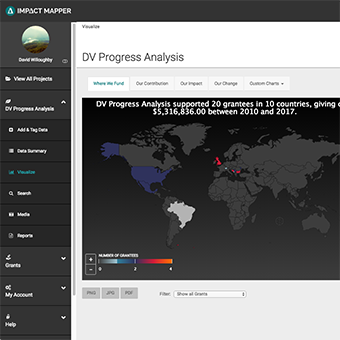 IMPACT MAPPER
Visualize
David Willoughby
DV Progress Analysis
View All Projects
Where We Fund
Our Contribution
Our Impact
Our Change
Custom Charts
DV Progress Analysis
DV Progress Analysis supported 20 grantees in 10 countries, giving
$5,316,836.00 between 2010 and 2017.
Add & Tag Data
Data Summary
Visualize
Search
Media
Reports
Grants
My Account
Help
+
−
NUMBER OF GRANTEES
0
2
4
PNG
JPG
PDF
Filter:
Show all Grants